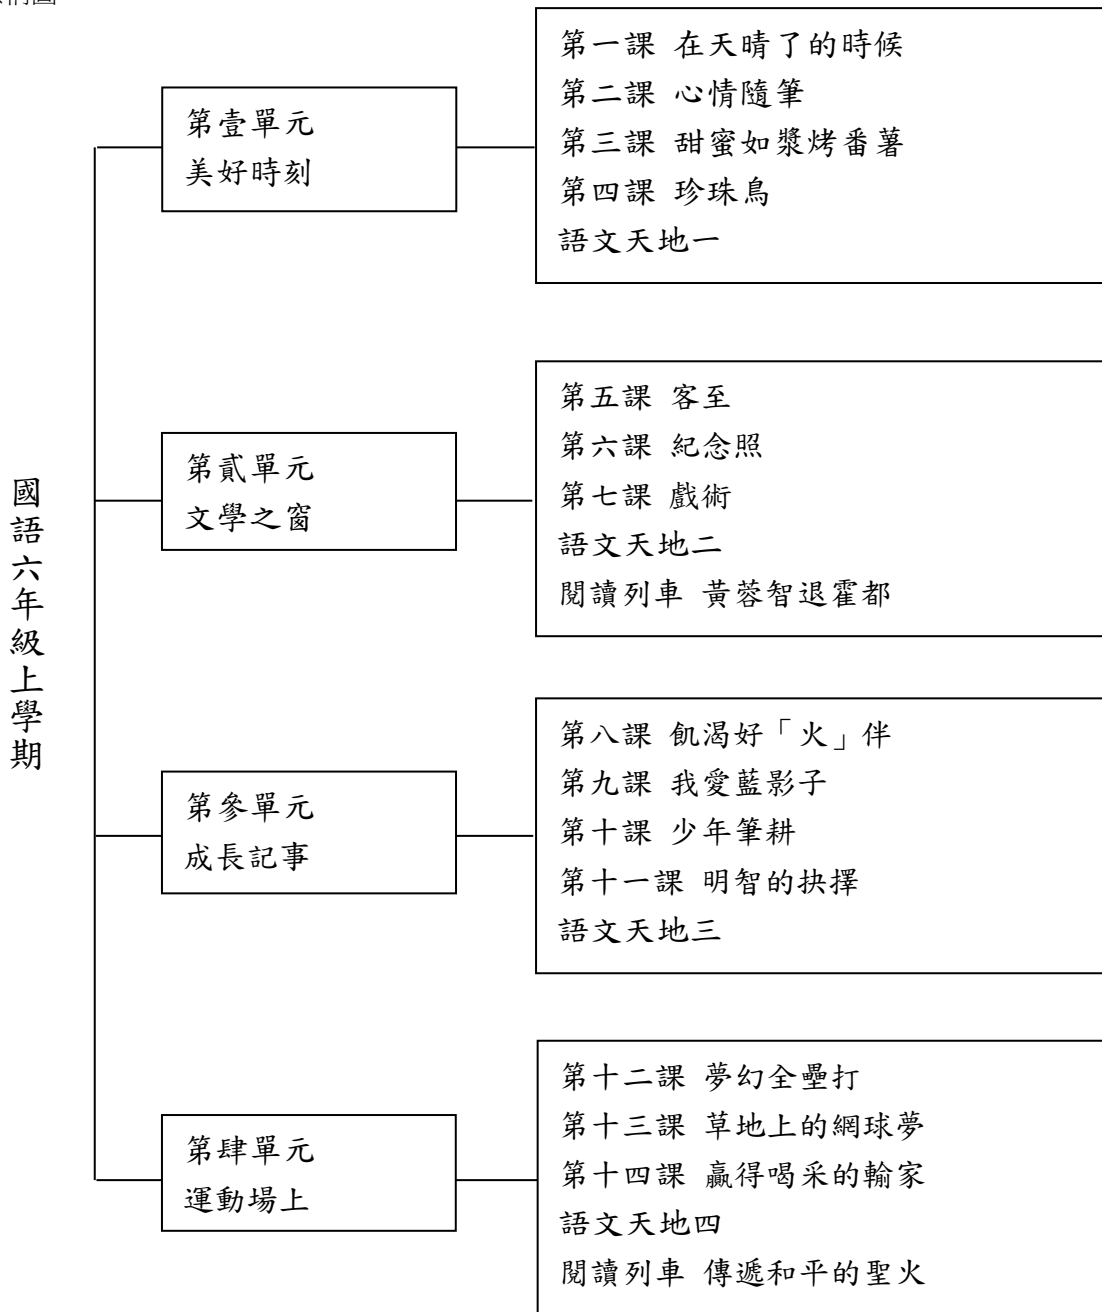 國語六年級上學期
第壹單元
美好時刻
第一課 在天晴了的時候
第二課 心情隨筆
第三課 甜蜜如漿烤番薯
第四課 珍珠鳥
語文天地一
第貳單元
文學之窗
第五課 客至
第六課 紀念照
第七課 戲術
語文天地二
閱讀列車 黃蓉智退霍都
第參單元
成長記事
第八課 飢渴好「火」伴
第九課 我愛藍影子
第十課 少年筆耕
第十一課 明智的抉擇
語文天地三
第肆單元
運動場上
第十二課 夢幻全壘打
第十三課 草地上的網球夢
第十四課 贏得喝采的輸家
語文天地四
閱讀列車 傳遞和平的聖火